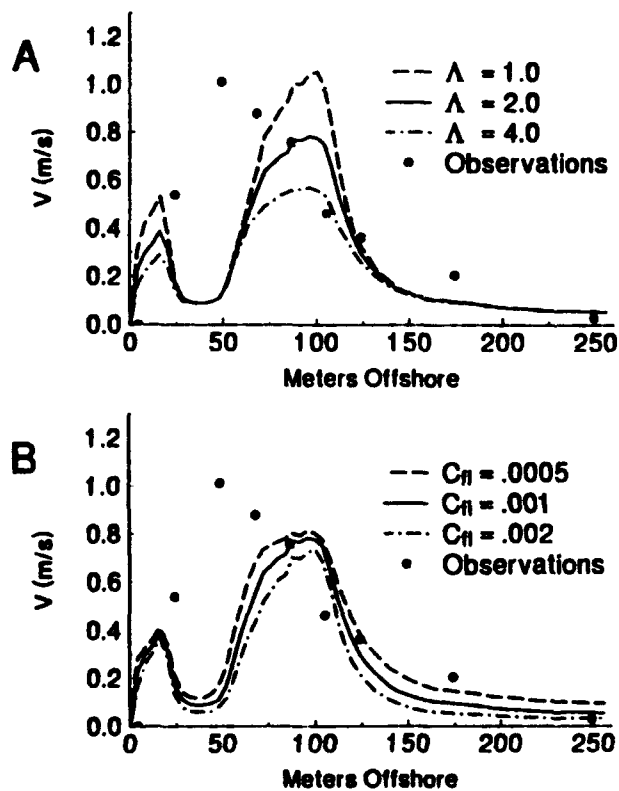 A
1.2
1.0
0.8
0.6
0.4
0.2
0.0
V (m/s)
Λ = 1.0
Λ = 2.0
Λ = 4.0
Observations
0 50 100 150 200 250
Meters Offshore
B
1.2
1.0
0.8
0.6
0.4
0.2
0.0
V (m/s)
Cfl = .0005
Cfl = .001
Cfl = .002
Observations
0 50 100 150 200 250
Meters Offshore